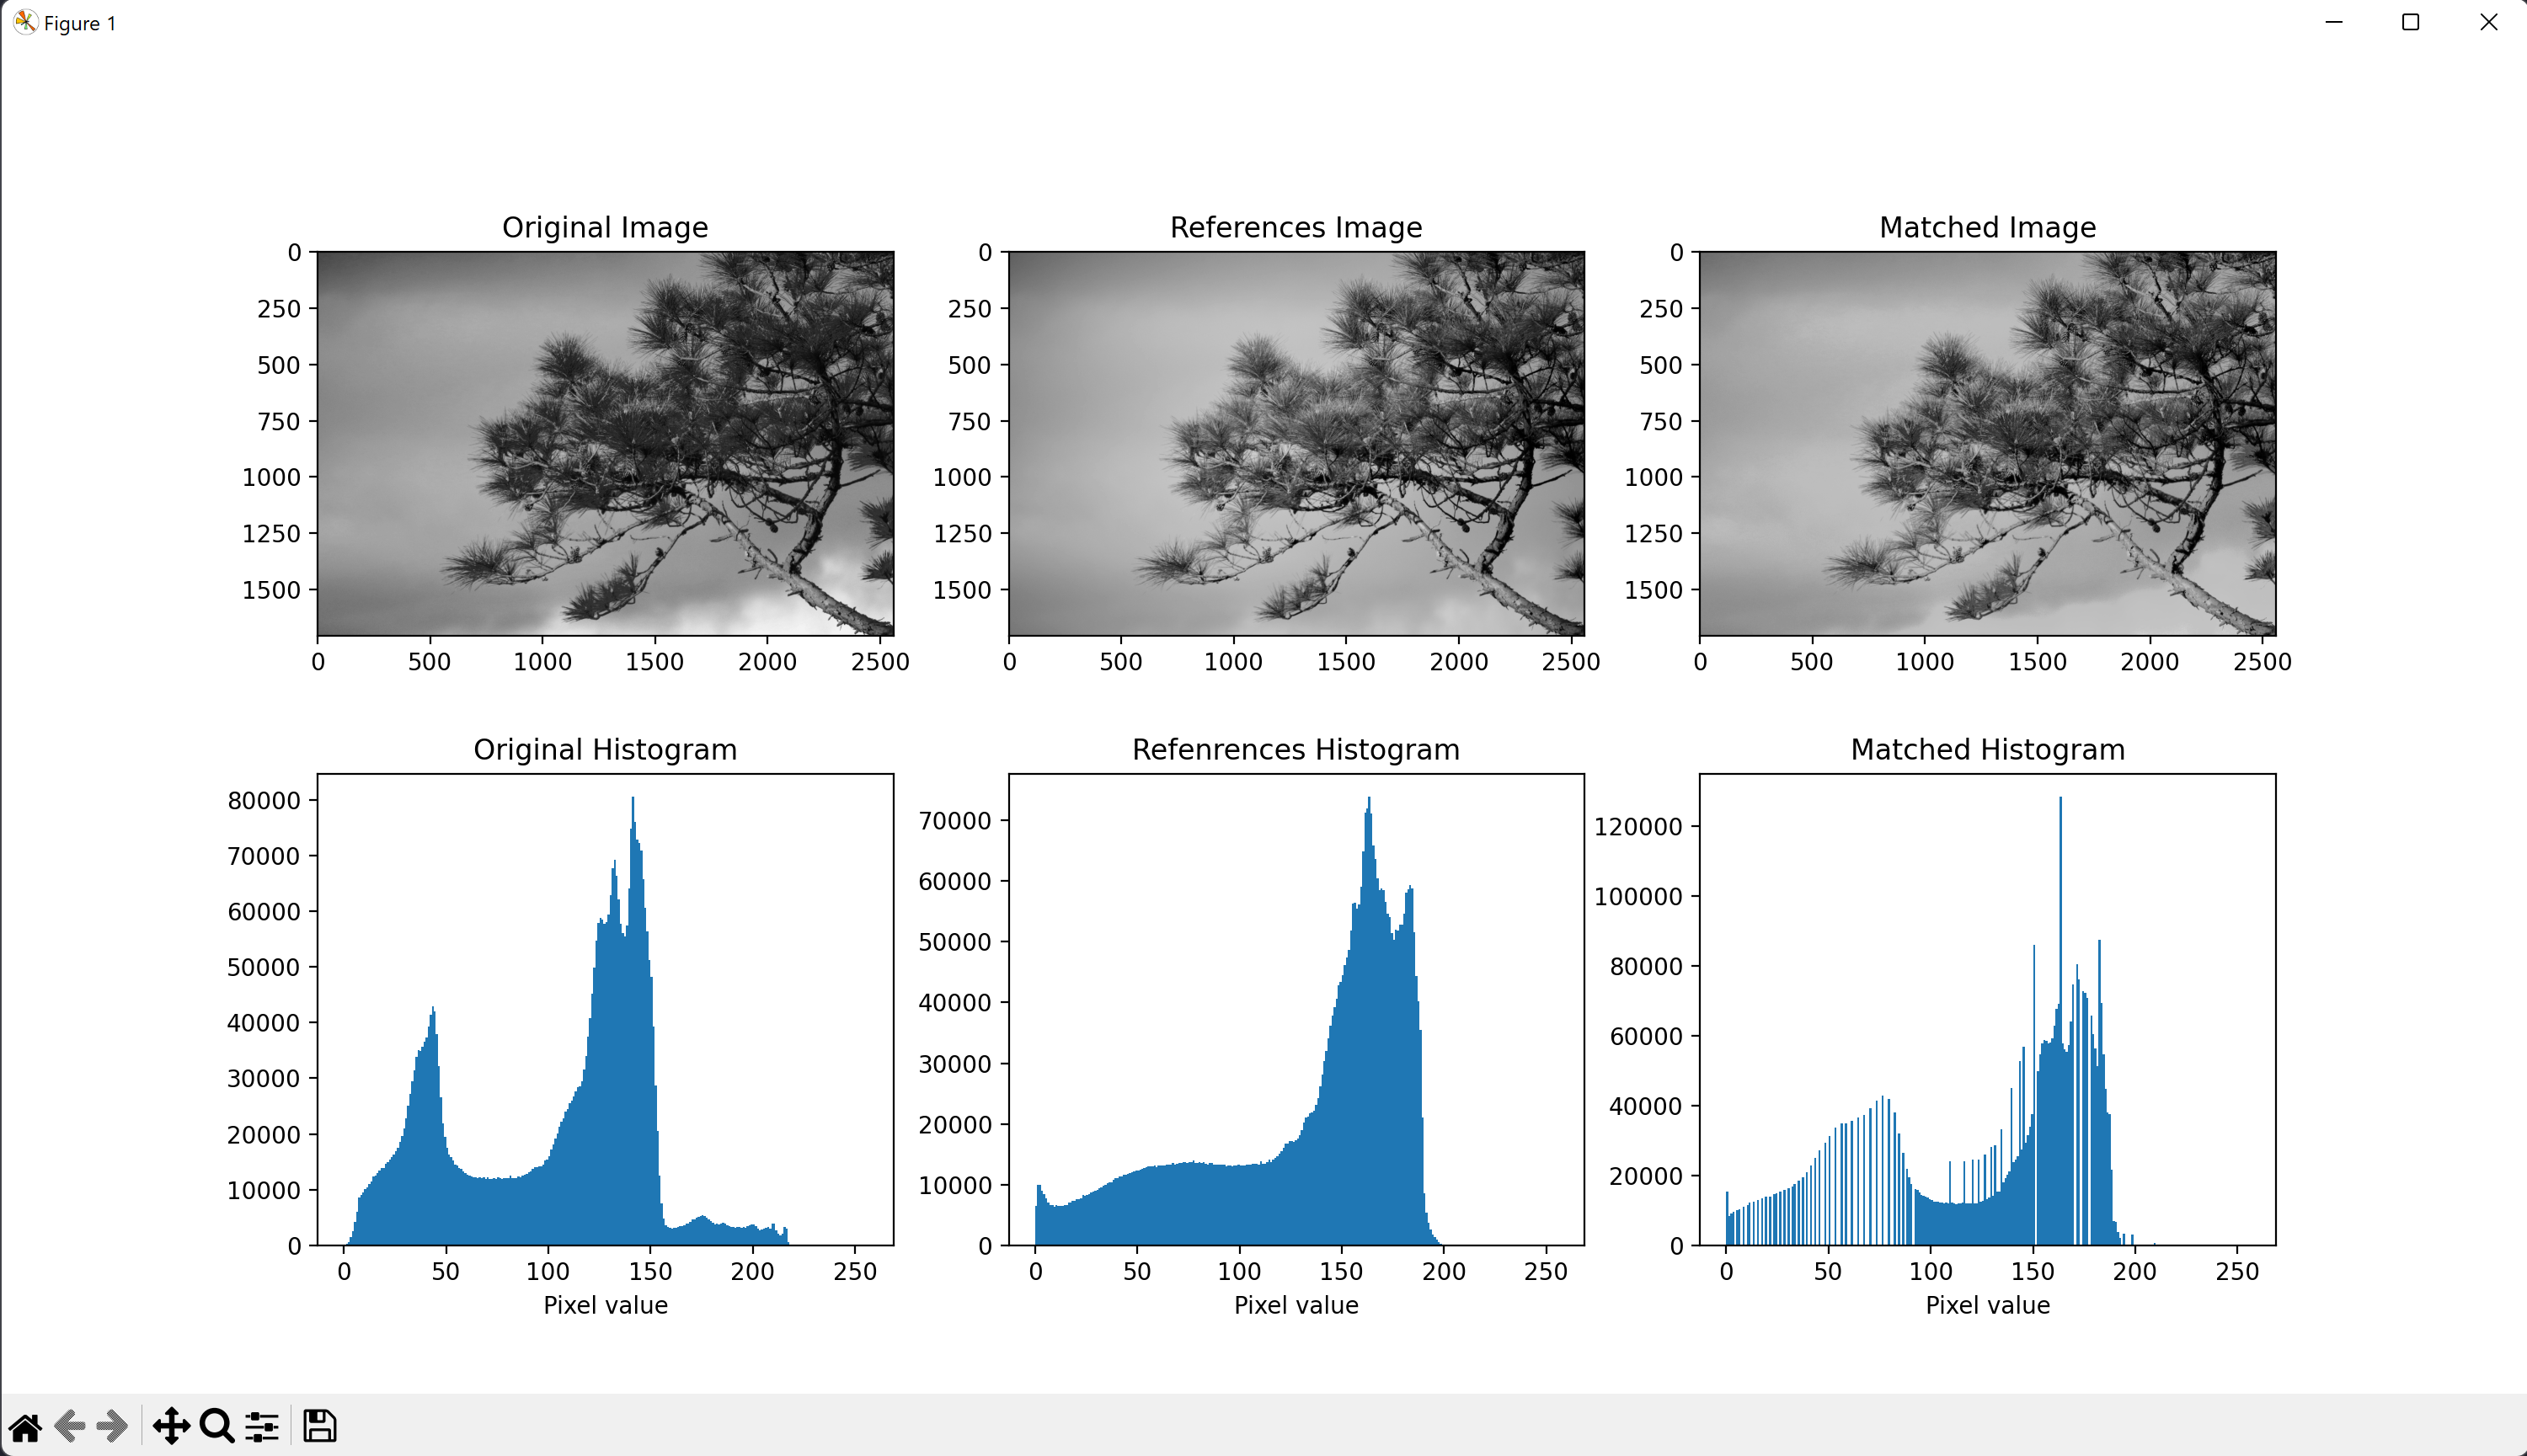 Figure 1
Original Image
0
250
500
750
1000
1250
1500
0 500 1000 1500 2000 2500
References Image
0
250
500
750
1000
1250
1500
0 500 1000 1500 2000 2500
Matched Image
0
250
500
750
1000
1250
1500
0 500 1000 1500 2000 2500
Original Histogram
80000
70000
60000
50000
40000
30000
20000
10000
0
0 50 100 150 200 250
Pixel value
Refenrences Histogram
70000
60000
50000
40000
30000
20000
10000
0
0 50 100 150 200 250
Pixel value
Matched Histogram
120000
100000
80000
60000
40000
20000
0
0 50 100 150 200 250
Pixel value